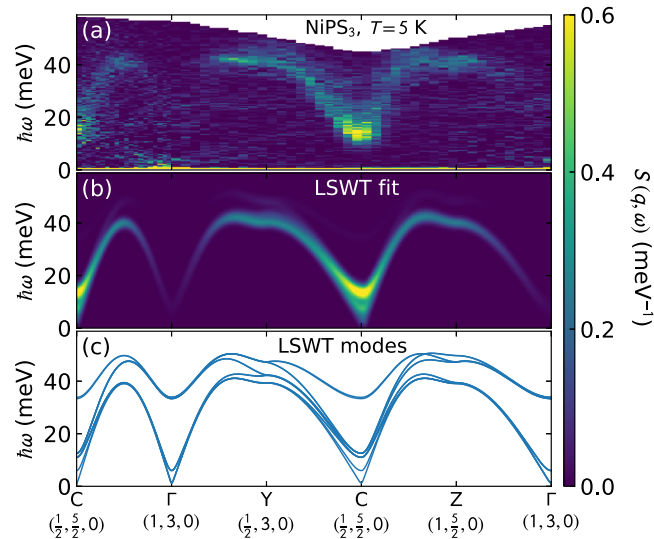 (a) NiPS₃, T=5 K
ħω (meV)
40
20
0
(b) LSWT fit
ħω (meV)
40
20
0
(c) LSWT modes
ħω (meV)
40
20
0
C Γ Y C Z Γ
(½, 5/2, 0) (1, 3, 0) (½, 3, 0) (½, 5/2, 0) (1, 5/2, 0) (1, 3, 0)
0.6
0.4
0.2
0.0
S(q, ω) (meV⁻¹)